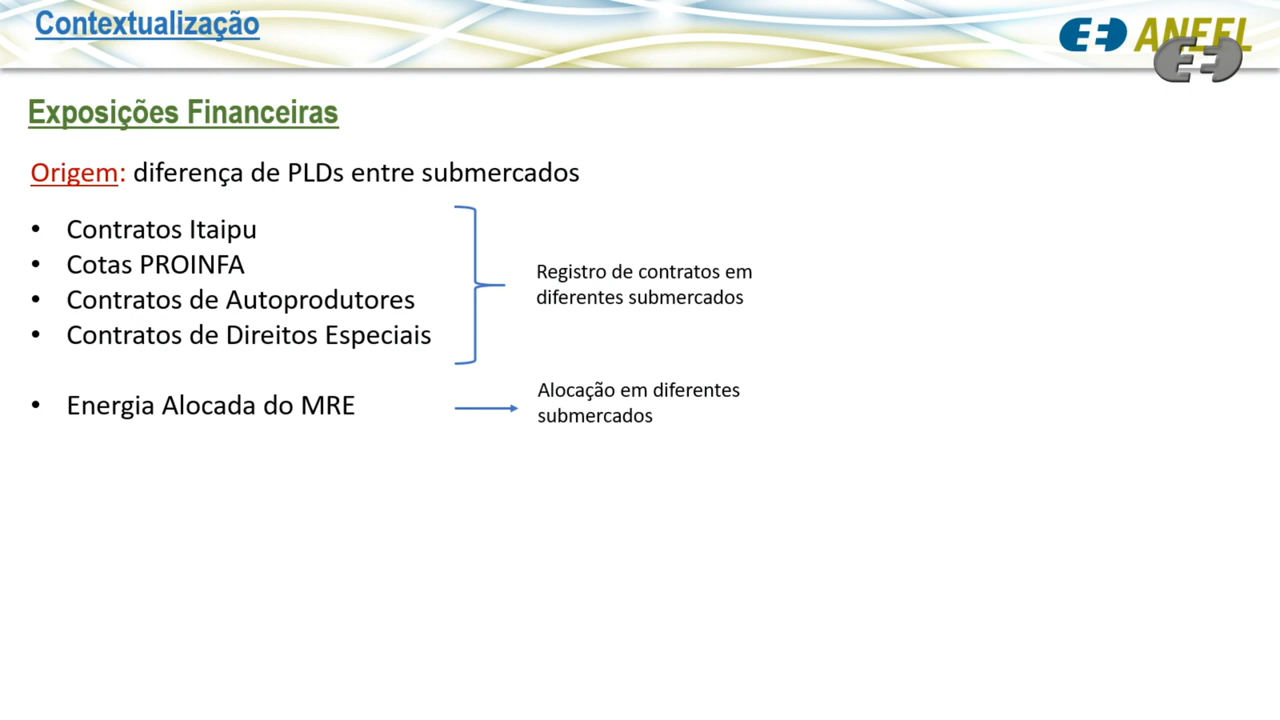 Contextualização
ANEEL
Exposições Financeiras
Origem: diferença de PLDs entre submercados
• Contratos Itaipu
• Cotas PROINFA
• Contratos de Autoprodutores
• Contratos de Direitos Especiais
Registro de contratos em
diferentes submercados
• Energia Alocada do MRE
Alocação em diferentes
submercados